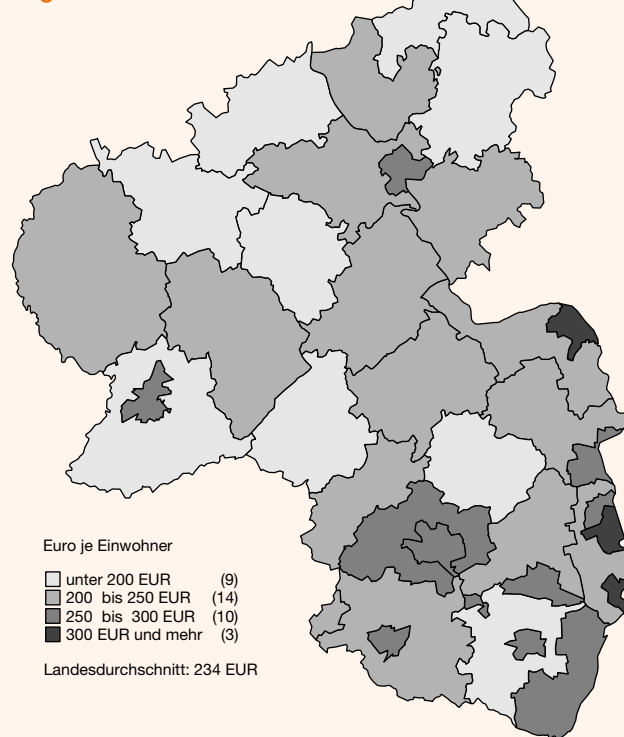 Euro je Einwohner
unter 200 EUR (9)
200 bis 250 EUR (14)
250 bis 300 EUR (10)
300 EUR und mehr (3)
Landesdurchschnitt: 234 EUR